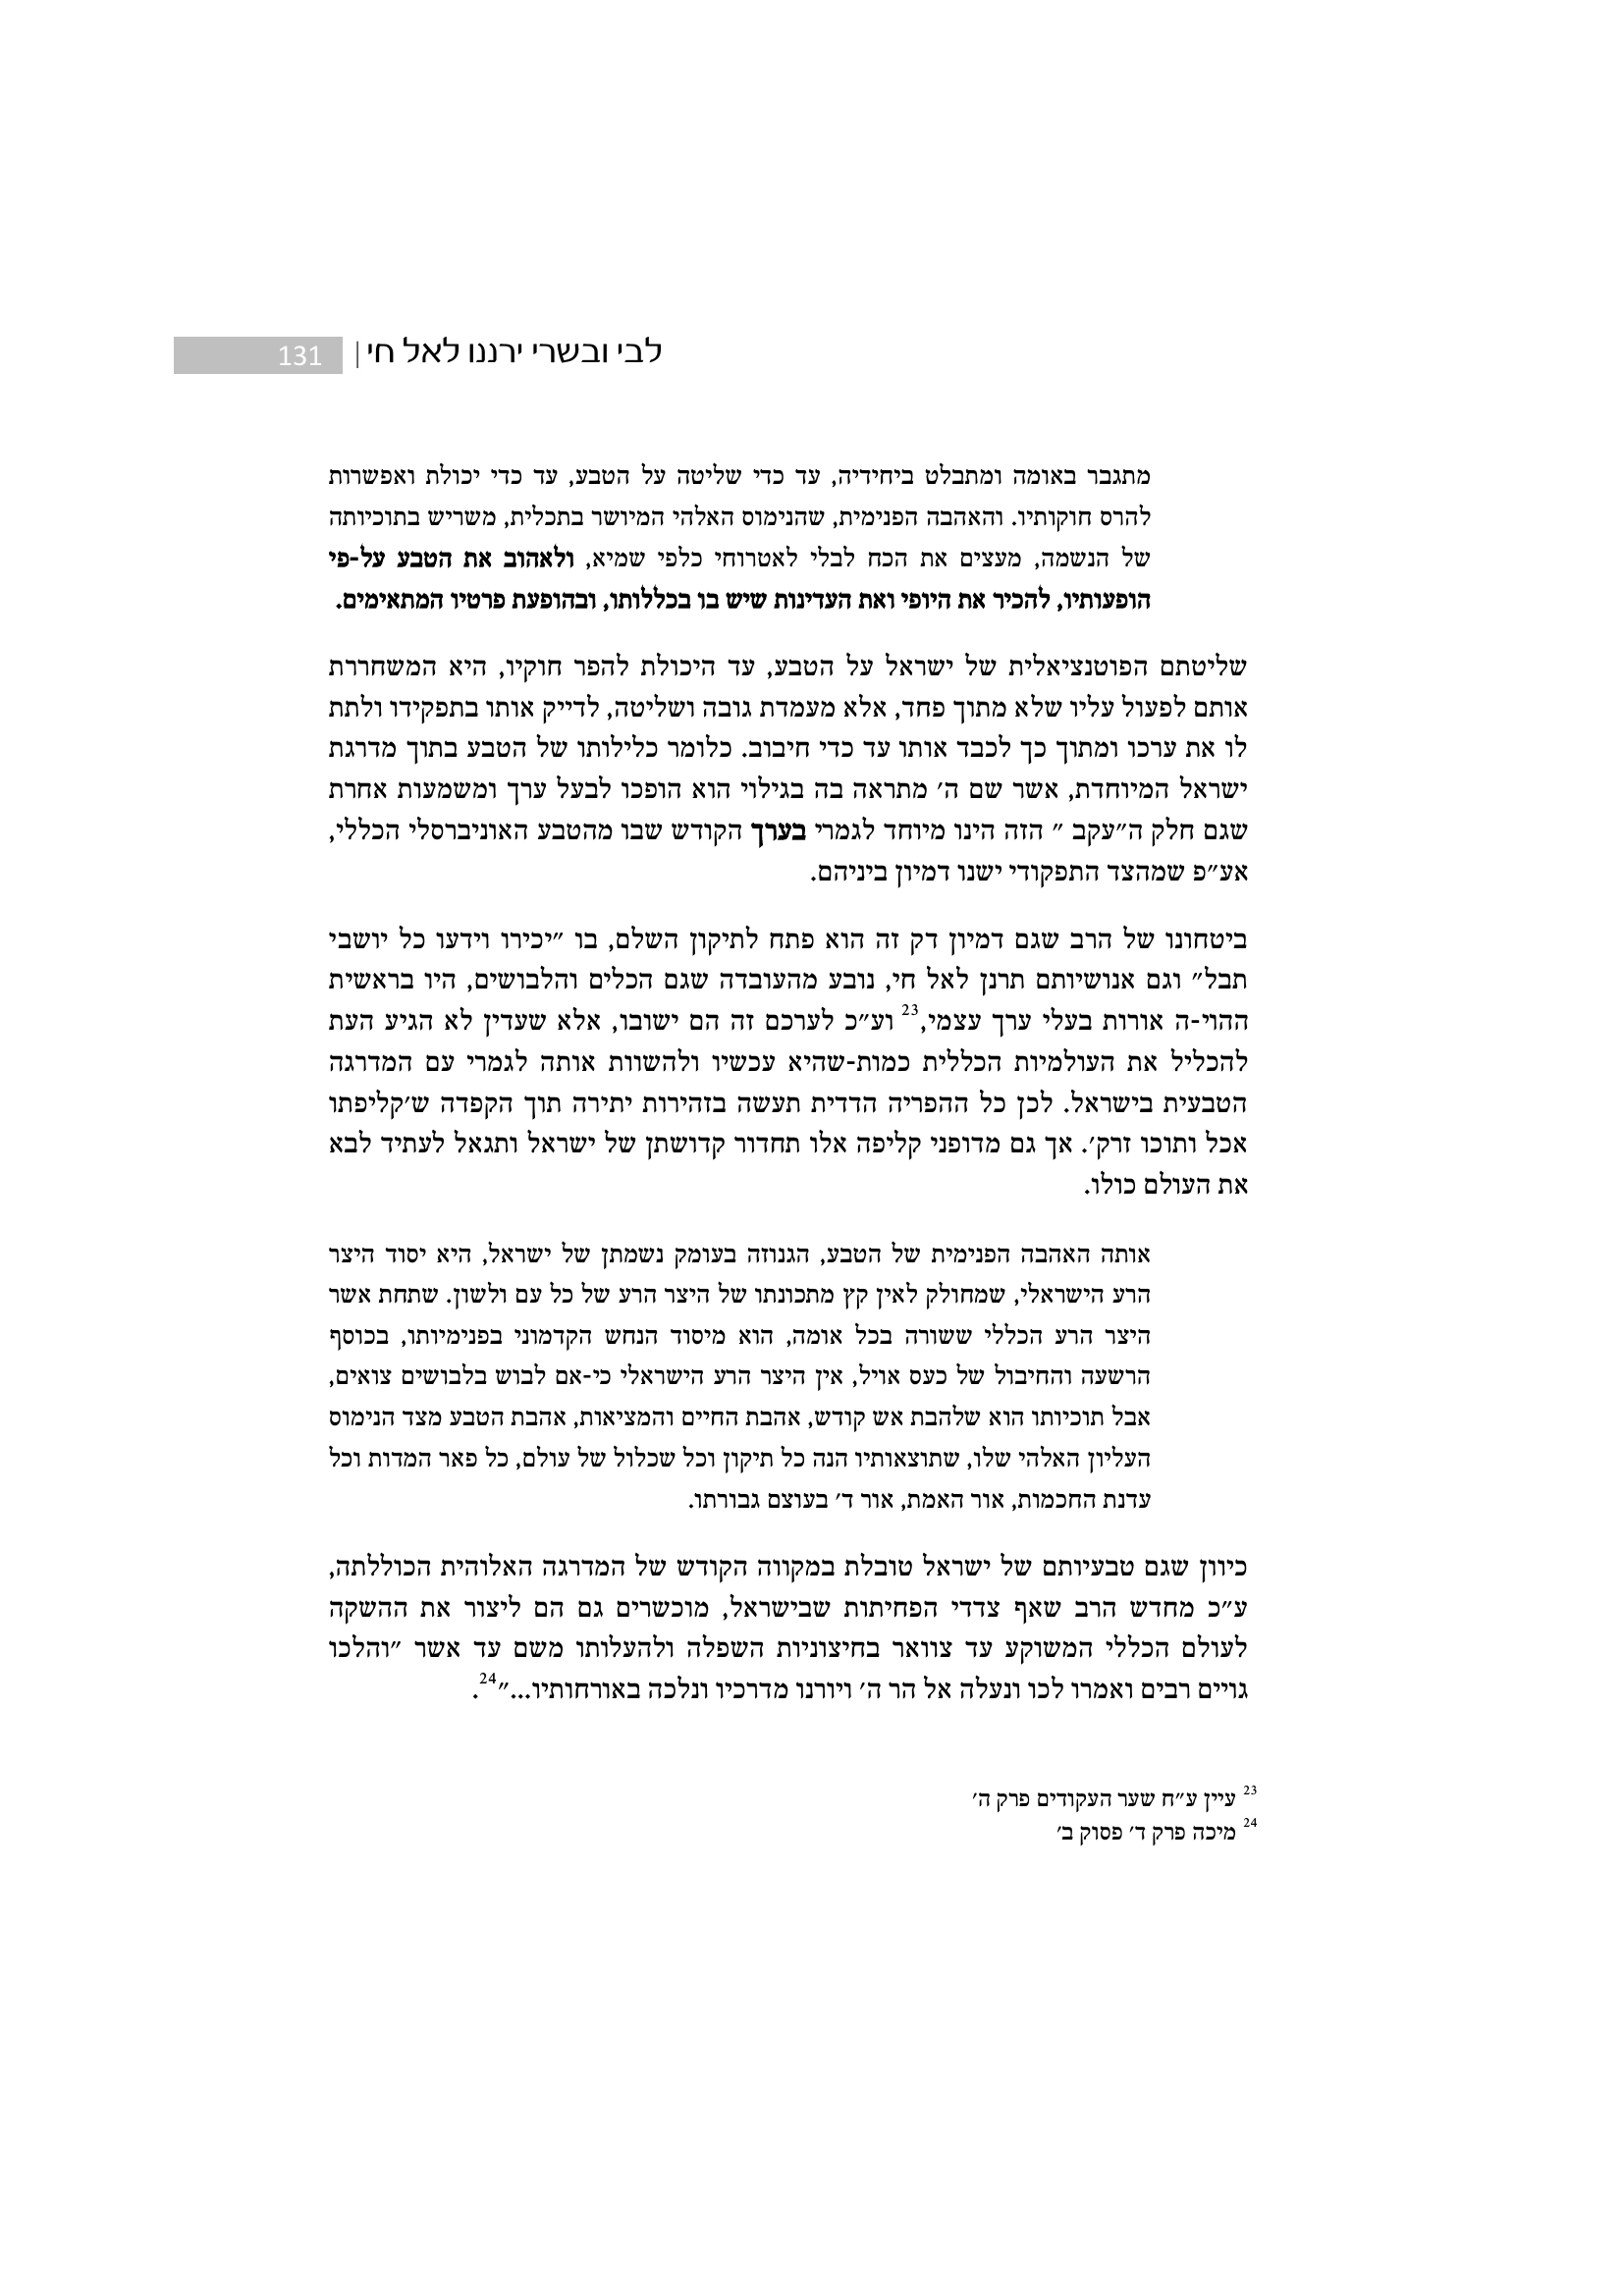 לבי ובשרי ירננו לאל חי | 131
מתגבר באומה ומתבלט ביחידיה, עד כדי שליטה על הטבע, עד כדי יכולת ואפשרות
להרס חוקותיו. והאהבה הפנימית, שהנימוס האלהי המיושר בתכלית, משריש בתוכיותה
של הנשמה, מעצים את הכח לבלי לאטרוחי כלפי שמיא, ולאהוב את הטבע על-פי
הופעותיו, להכיר את היופי ואת העדינות שיש בו בכללותו, ובהופעת פרטיו המתאימים.
שליטתם הפוטנציאלית של ישראל על הטבע, עד היכולת להפר חוקיו, היא המשחררת
אותם לפעול עליו שלא מתוך פחד, אלא מעמדת גובה ושליטה, לדייק אותו בתפקידו ולתת
לו את ערכו ומתוך כך לכבד אותו עד כדי חיבוב. כלומר כלילותו של הטבע בתוך מדרגת
ישראל המיוחדת, אשר שם ה׳ מתראה בה בגילוי הוא הופכו לבעל ערך ומשמעות אחרת
שגם חלק ה״עקב ״ הזה הינו מיוחד לגמרי בערך הקודש שבו מהטבע האוניברסלי הכללי,
אע״פ שמהצד התפקודי ישנו דמיון ביניהם.
ביטחונו של הרב שגם דמיון דק זה הוא פתח לתיקון השלם, בו ״יכירו וידעו כל יושבי
תבל״ וגם אנושיותם תרנן לאל חי, נובע מהעובדה שגם הכלים והלבושים, היו בראשית
ההוי-ה אורות בעלי ערך עצמי,23 וע״כ לערכם זה הם ישובו, אלא שעדין לא הגיע העת
להכליל את העולמיות הכללית כמות-שהיא עכשיו ולהשוות אותה לגמרי עם המדרגה
הטבעית בישראל. לכן כל ההפריה הדדית תעשה בזהירות יתירה תוך הקפדה ש׳קליפתו
אכל ותוכו זרק׳. אך גם מדופני קליפה אלו תחדור קדושתן של ישראל ותגאל לעתיד לבא
את העולם כולו.
אותה האהבה הפנימית של הטבע, הגנוזה בעומק נשמתן של ישראל, היא יסוד היצר
הרע הישראלי, שמחולק לאין קץ מתכונתו של היצר הרע של כל עם ולשון. שתחת אשר
היצר הרע הכללי ששורה בכל אומה, הוא מיסוד הנחש הקדמוני בפנימיותו, בכוסף
הרשעה והחיבול של כעס אויל, אין היצר הרע הישראלי כי-אם לבוש בלבושים צואים,
אבל תוכיותו הוא שלהבת אש קודש, אהבת החיים והמציאות, אהבת הטבע מצד הנימוס
העליון האלהי שלו, שתוצאותיו הנה כל תיקון וכל שכלול של עולם, כל פאר המדות וכל
עדנת החכמות, אור האמת, אור ד׳ בעוצם גבורתו.
כיוון שגם טבעיותם של ישראל טובלת במקווה הקודש של המדרגה האלוהית הכוללתה,
ע״כ מחדש הרב שאף צדדי הפחיתות שבישראל, מוכשרים גם הם ליצור את ההשקה
לעולם הכללי המשוקע עד צוואר בחיצוניות השפלה ולהעלותו משם עד אשר ״והלכו
גויים רבים ואמרו לכו ונעלה אל הר ה׳ ויורנו מדרכיו ונלכה באורחותיו...״24.
23 עיין ע״ח שער העקודים פרק ה׳
24 מיכה פרק ד׳ פסוק ב׳